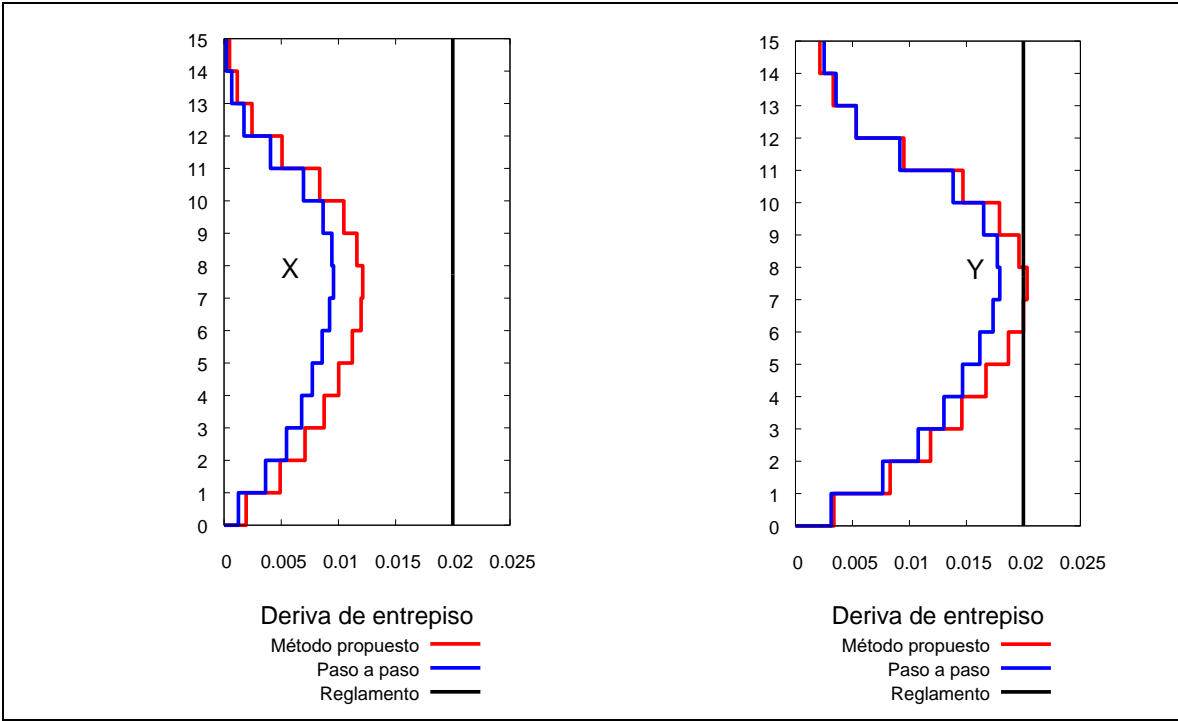 15
14
13
12
11
10
9
8
7
6
5
4
3
2
1
0
X
0 0.005 0.01 0.015 0.02 0.025
Deriva de entrepiso
Método propuesto
Paso a paso
Reglamento
15
14
13
12
11
10
9
8
7
6
5
4
3
2
1
0
Y
0 0.005 0.01 0.015 0.02 0.025
Deriva de entrepiso
Método propuesto
Paso a paso
Reglamento